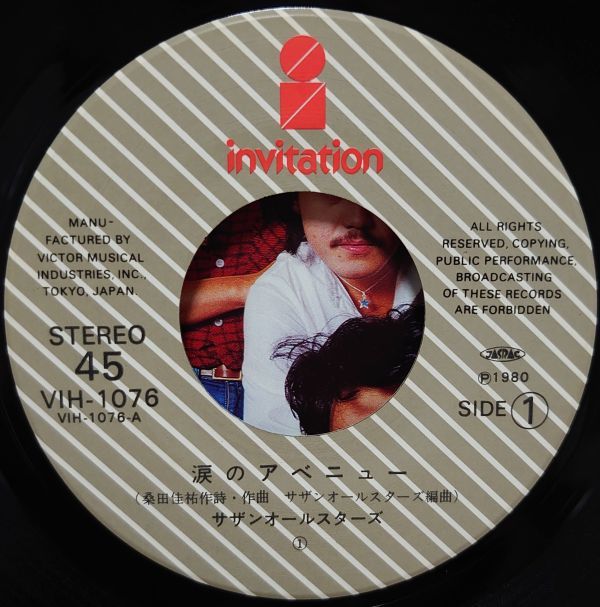 invitation
MANU-
FACTURED BY
VICTOR MUSICAL
INDUSTRIES, INC.,
TOKYO, JAPAN.
STEREO
45
VIH-1076
VIH-1076-A
ALL RIGHTS
RESERVED, COPYING,
PUBLIC PERFORMANCE,
BROADCASTING
OF THESE RECORDS
ARE FORBIDDEN
JASRAC
Ⓟ1980
SIDE ①
涙のアベニュー
(桑田佳祐作詩・作曲 サザンオールスターズ編曲)
サザンオールスターズ
①